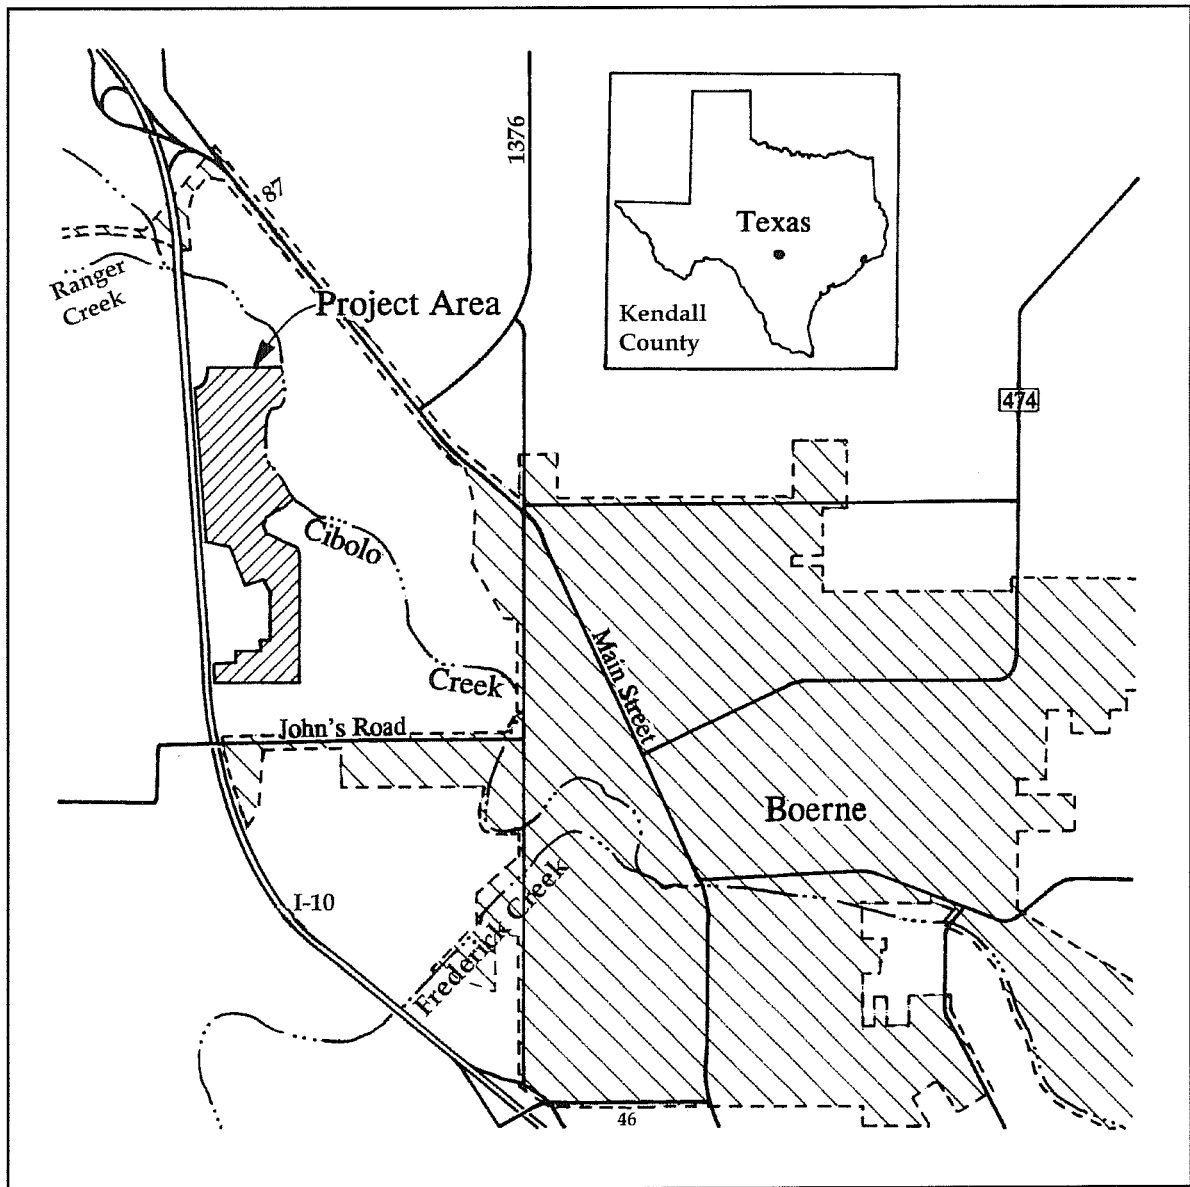 1376
87
Texas
Ranger
Creek
Project Area
Kendall
County
474
Cibolo
Creek
Main Street
John's Road
Boerne
Frederick Creek
I-10
46